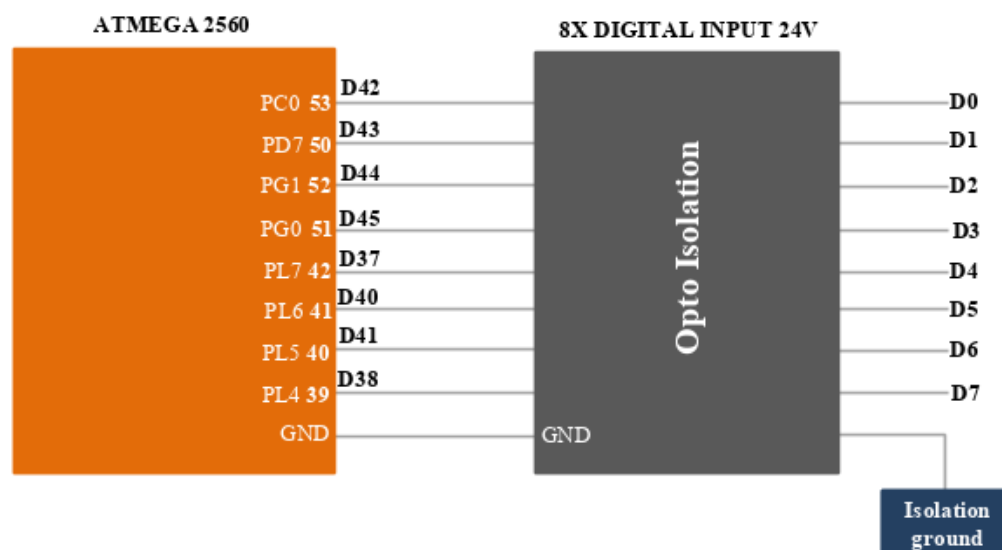 ATMEGA 2560
8X DIGITAL INPUT 24V
PC0 53 D42 D0
PD7 50 D43 D1
PG1 52 D44 D2
PG0 51 D45 D3
PL7 42 D37 D4
PL6 41 D40 D5
PL5 40 D41 D6
PL4 39 D38 D7
GND GND
Opto Isolation
Isolation
ground